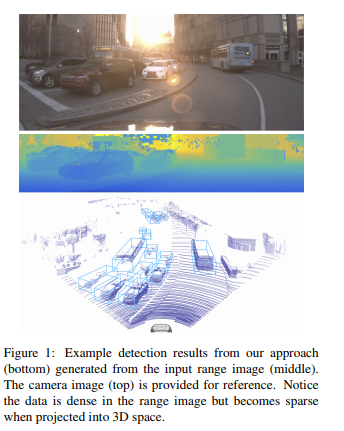 Figure 1: Example detection results from our approach
(bottom) generated from the input range image (middle).
The camera image (top) is provided for reference. Notice
the data is dense in the range image but becomes sparse
when projected into 3D space.